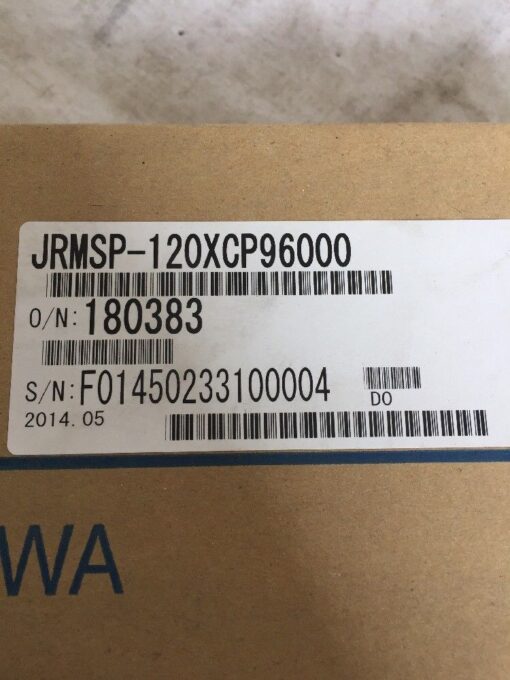 JRMSP-120XCP96000
O/N: 180383
S/N: F01450233100004
DO
2014.05
WA